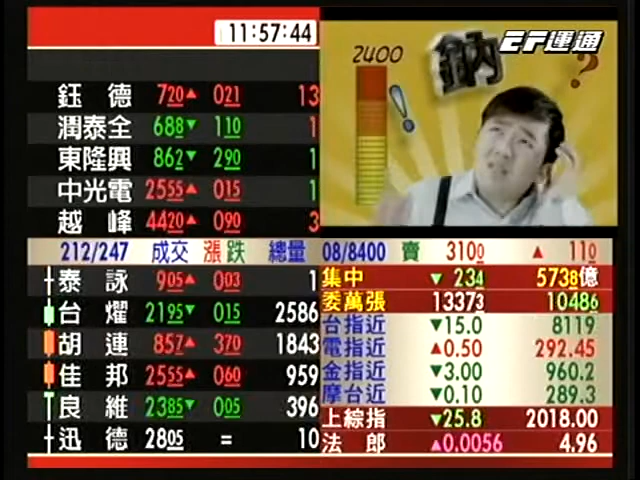 11:57:44
EF運通
2400
鈉
!
?
鈺 德 720▲ 021 13
潤泰全 688▼ 110 1
東隆興 862▼ 290 1
中光電 2555▲ 015 1
越 峰 4420▲ 090 3
212/247 成交 漲跌 總量
泰 詠 905▲ 003 1
台 燿 2195▼ 015 2586
胡 連 857▲ 370 1843
佳 邦 2555▲ 060 959
良 維 2385▼ 005 396
迅 德 2805 = 10
08/8400 賣 3100 ▲ 110
集中 ▼ 234 5738億
委萬張 13373 10486
台指近 ▼15.0 8119
電指近 ▲0.50 292.45
金指近 ▼3.00 960.2
摩台近 ▼0.10 289.3
上綜指 ▼25.8 2018.00
法 郎 ▲0.0056 4.96